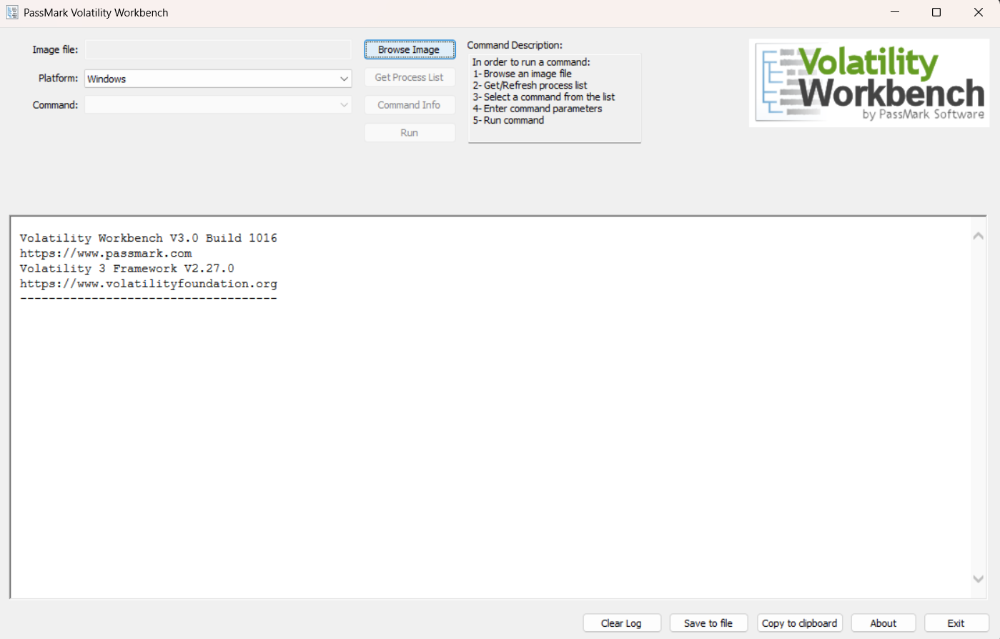 PassMark Volatility Workbench
Image file:
Browse Image
Platform:
Windows
Get Process List
Command:
Command Info
Run
Command Description:
In order to run a command:
1- Browse an image file
2- Get/Refresh process list
3- Select a command from the list
4- Enter command parameters
5- Run command
Volatility
Workbench
by PassMark Software
Volatility Workbench V3.0 Build 1016
https://www.passmark.com
Volatility 3 Framework V2.27.0
https://www.volatilityfoundation.org
------------------------------------
Clear Log
Save to file
Copy to clipboard
About
Exit